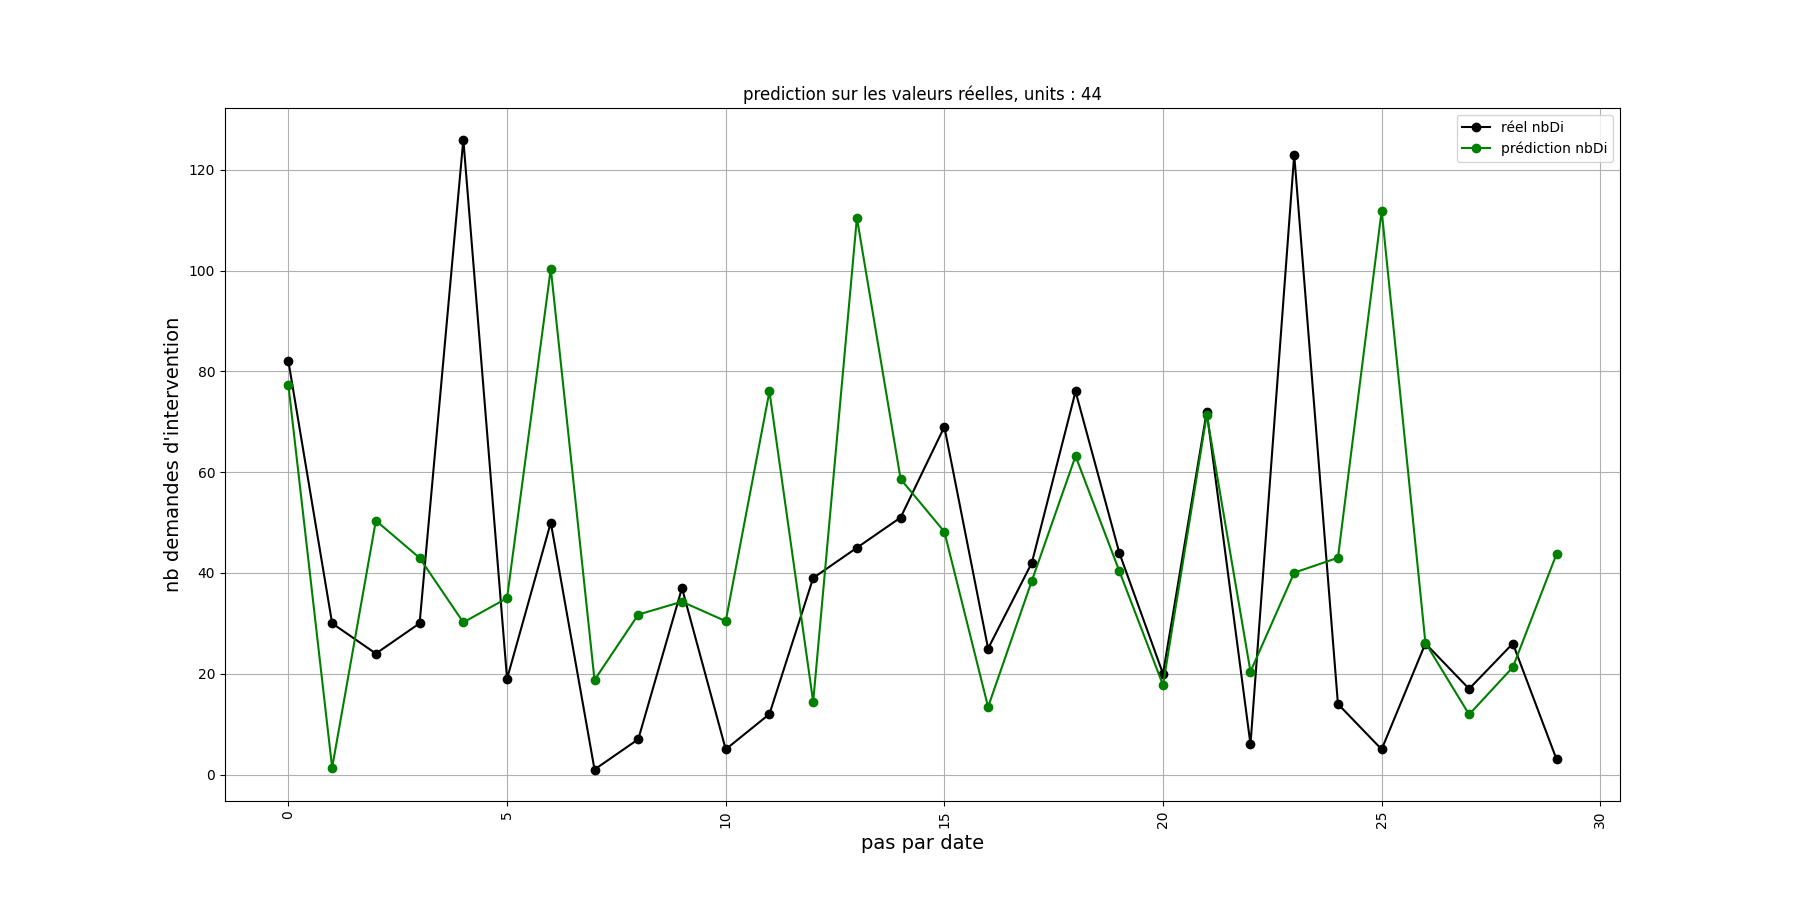 prediction sur les valeurs réelles, units : 44
réel nbDi
prédiction nbDi
nb demandes d'intervention
120
100
80
60
40
20
0
0
5
10
15
20
25
30
pas par date